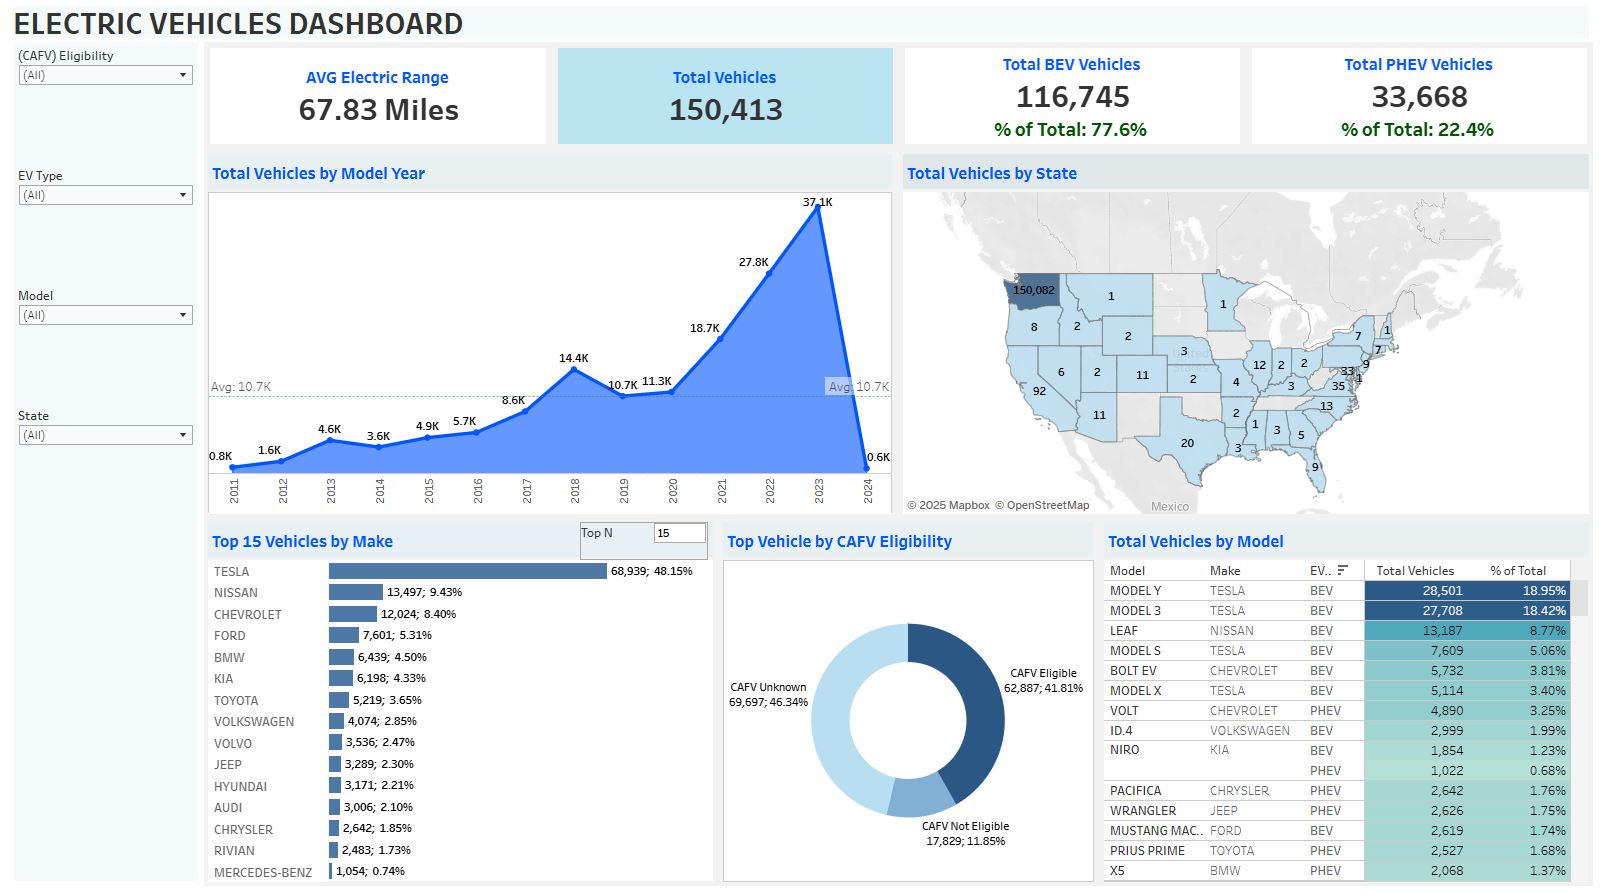 ELECTRIC VEHICLES DASHBOARD
(CAFV) Eligibility
(All)
EV Type
(All)
Model
(All)
State
(All)
AVG Electric Range
67.83 Miles
Total Vehicles
150,413
Total BEV Vehicles
116,745
% of Total: 77.6%
Total PHEV Vehicles
33,668
% of Total: 22.4%
Total Vehicles by Model Year
37.1K
27.8K
18.7K
14.4K
10.7K 11.3K
Avg: 10.7K
Avg: 10.7K
8.6K
4.6K
3.6K
4.9K
5.7K
0.8K
1.6K
0.6K
2011 2012 2013 2014 2015 2016 2017 2018 2019 2020 2021 2022 2023 2024
Total Vehicles by State
150,082
1
1
8
2
2
3
7
1
7
9
92
6
2
11
2
4
12
2
2
3
33
1
35
13
11
2
1
3
5
20
3
9
United States
Mexico
© 2025 Mapbox © OpenStreetMap
Top 15 Vehicles by Make
Top N 15
TESLA 68,939; 48.15%
NISSAN 13,497; 9.43%
CHEVROLET 12,024; 8.40%
FORD 7,601; 5.31%
BMW 6,439; 4.50%
KIA 6,198; 4.33%
TOYOTA 5,219; 3.65%
VOLKSWAGEN 4,074; 2.85%
VOLVO 3,536; 2.47%
JEEP 3,289; 2.30%
HYUNDAI 3,171; 2.21%
AUDI 3,006; 2.10%
CHRYSLER 2,642; 1.85%
RIVIAN 2,483; 1.73%
MERCEDES-BENZ 1,054; 0.74%
Top Vehicle by CAFV Eligibility
CAFV Unknown
69,697; 46.34%
CAFV Eligible
62,887; 41.81%
CAFV Not Eligible
17,829; 11.85%
Total Vehicles by Model
Model Make EV.. Total Vehicles % of Total
MODEL Y TESLA BEV 28,501 18.95%
MODEL 3 TESLA BEV 27,708 18.42%
LEAF NISSAN BEV 13,187 8.77%
MODEL S TESLA BEV 7,609 5.06%
BOLT EV CHEVROLET BEV 5,732 3.81%
MODEL X TESLA BEV 5,114 3.40%
VOLT CHEVROLET PHEV 4,890 3.25%
ID.4 VOLKSWAGEN BEV 2,999 1.99%
NIRO KIA BEV 1,854 1.23%
PHEV 1,022 0.68%
PACIFICA CHRYSLER PHEV 2,642 1.76%
WRANGLER JEEP PHEV 2,626 1.75%
MUSTANG MAC.. FORD BEV 2,619 1.74%
PRIUS PRIME TOYOTA PHEV 2,527 1.68%
X5 BMW PHEV 2,068 1.37%